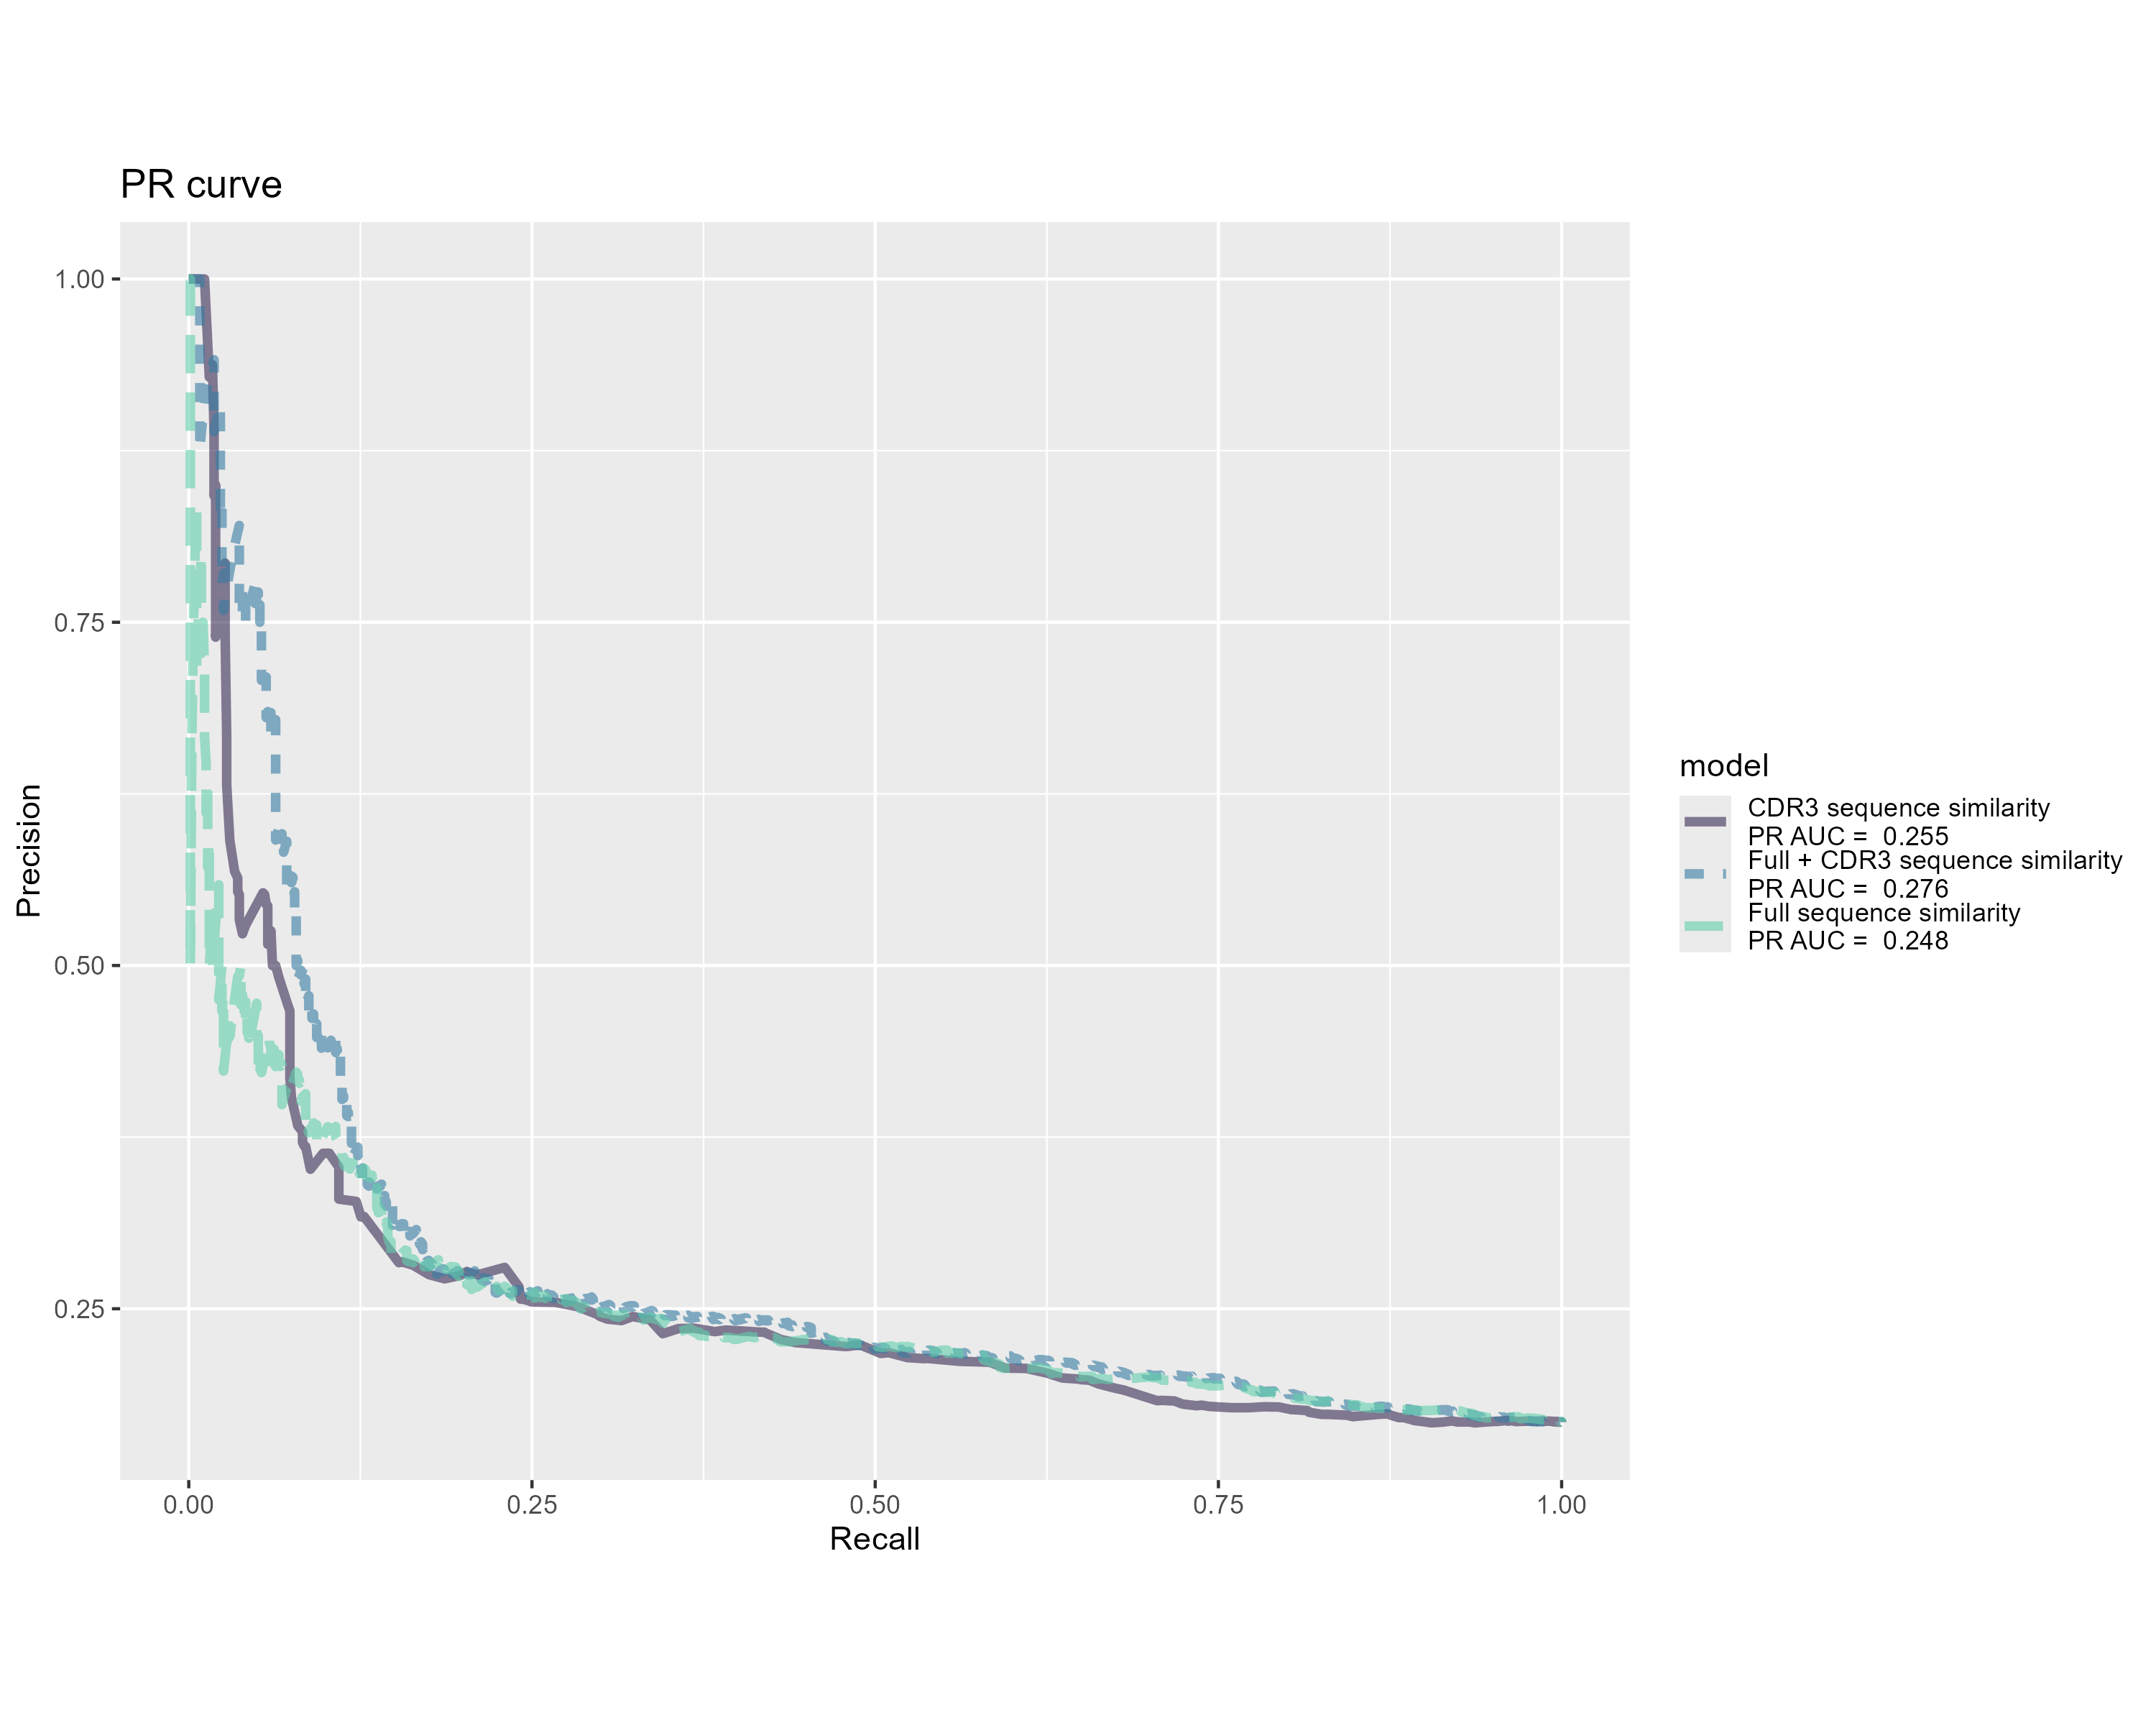 PR curve
1.00
0.75
0.50
0.25
Precision
0.00
0.25
0.50
0.75
1.00
Recall
model
CDR3 sequence similarity
PR AUC =  0.255
Full + CDR3 sequence similarity
PR AUC =  0.276
Full sequence similarity
PR AUC =  0.248